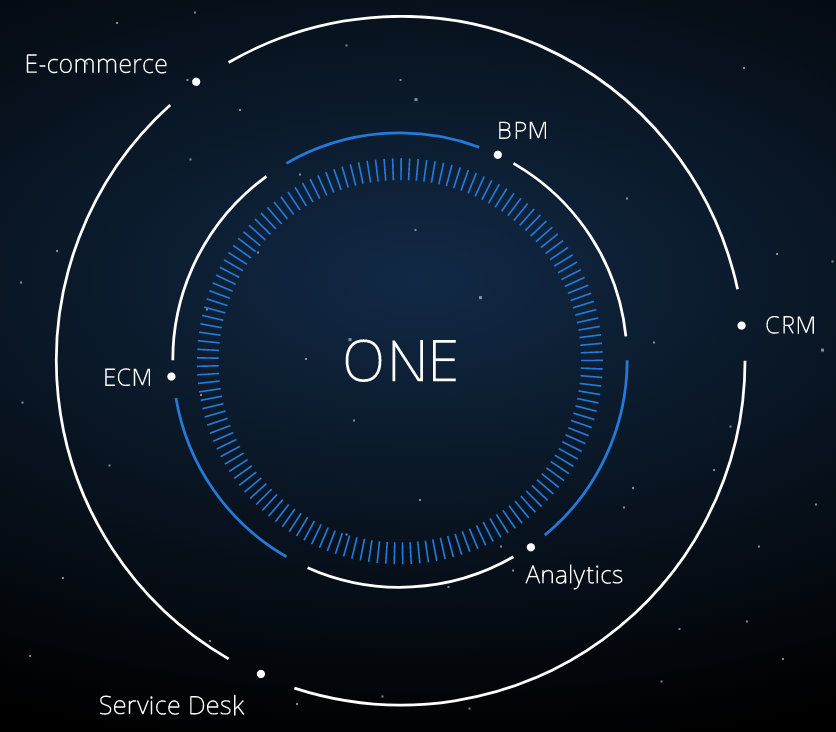 E-commerce
BPM
CRM
ONE
ECM
Analytics
Service Desk